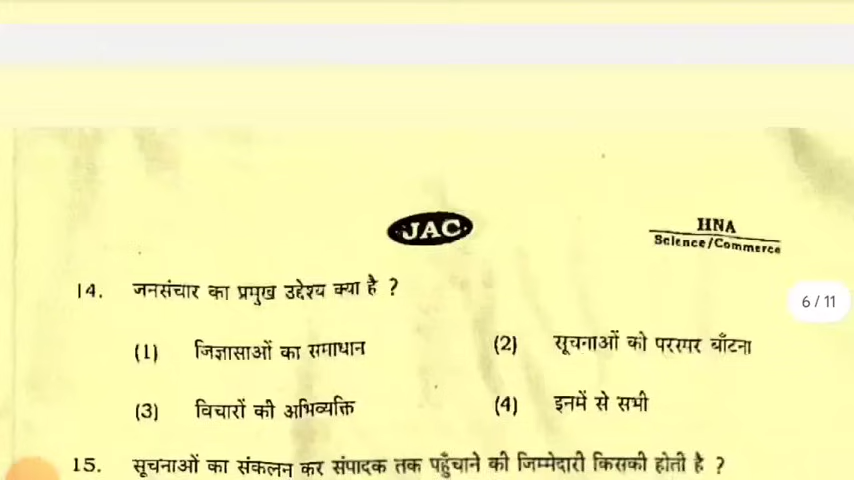 JAC
HNA
Science/Commerce
14. जनसंचार का प्रमुख उद्देश्य क्या है ?
6 / 11
(1) जिज्ञासाओं का समाधान (2) सूचनाओं को परस्पर बाँटना
(3) विचारों की अभिव्यक्ति (4) इनमें से सभी
15. सूचनाओं का संकलन कर संपादक तक पहुँचाने की जिम्मेदारी किसकी होती है ?